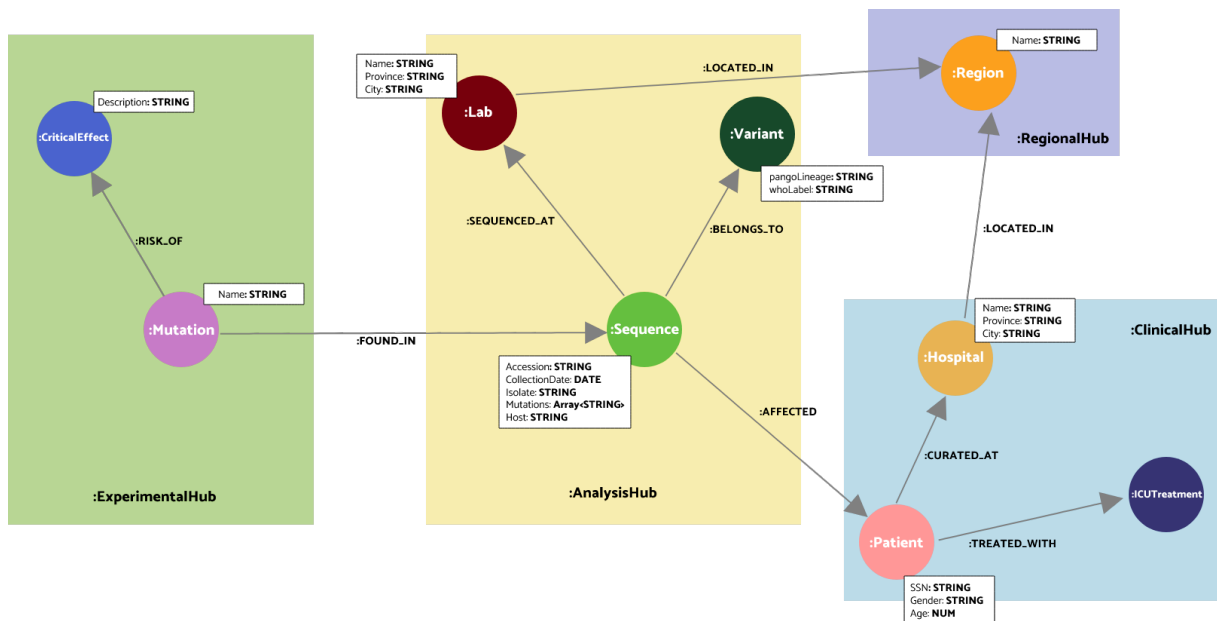 Description: STRING
:CriticalEffect
:RISK_OF
Name: STRING
:Mutation
:FOUND_IN
:ExperimentalHub
Name: STRING
Province: STRING
City: STRING
:Lab
:LOCATED_IN
:Variant
pangoLineage: STRING
whoLabel: STRING
:SEQUENCED_AT
:BELONGS_TO
:Sequence
Accession: STRING
CollectionDate: DATE
Isolate: STRING
Mutations: Array<STRING>
Host: STRING
:AFFECTED
:AnalysisHub
Name: STRING
:Region
:RegionalHub
:LOCATED_IN
Name: STRING
Province: STRING
City: STRING
:ClinicalHub
:Hospital
:CURATED_AT
:ICUTreatment
:Patient
:TREATED_WITH
SSN: STRING
Gender: STRING
Age: NUM